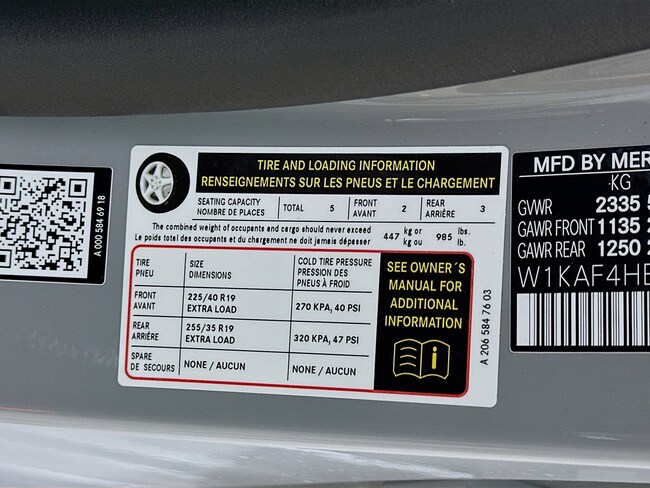 A 000 584 69 18
TIRE AND LOADING INFORMATION
RENSEIGNEMENTS SUR LES PNEUS ET LE CHARGEMENT
SEATING CAPACITY
NOMBRE DE PLACES
TOTAL 5
FRONT
AVANT
2
REAR
ARRIÈRE
3
The combined weight of occupants and cargo should never exceed
Le poids total des occupants et du chargement ne doit jamais dépasser
447 kg or
kg ou
985 lbs.
lb.
TIRE
PNEU
SIZE
DIMENSIONS
COLD TIRE PRESSURE
PRESSION DES
PNEUS À FROID
FRONT
AVANT
225/40 R19
EXTRA LOAD
270 KPA, 40 PSI
REAR
ARRIÈRE
255/35 R19
EXTRA LOAD
320 KPA, 47 PSI
SPARE
DE SECOURS
NONE / AUCUN
NONE / AUCUN
SEE OWNER´S
MANUAL FOR
ADDITIONAL
INFORMATION
A 206 584 76 03
MFD BY MER
KG
GVWR 2335
GAWR FRONT 1135
GAWR REAR 1250
W1KAF4HB